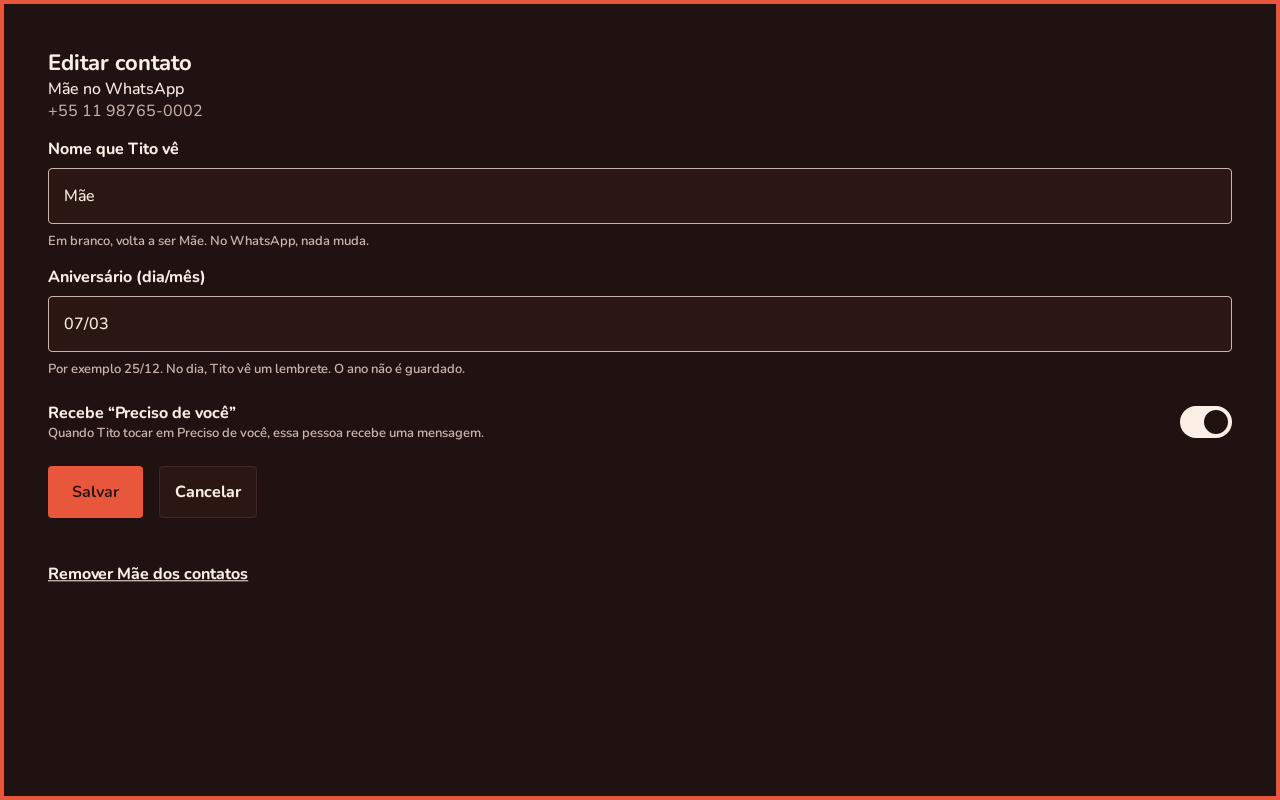 Editar contato
Mãe no WhatsApp
+55 11 98765-0002
Nome que Tito vê
Mãe
Em branco, volta a ser Mãe. No WhatsApp, nada muda.
Aniversário (dia/mês)
07/03
Por exemplo 25/12. No dia, Tito vê um lembrete. O ano não é guardado.
Recebe “Preciso de você”
Quando Tito tocar em Preciso de você, essa pessoa recebe uma mensagem.
Salvar Cancelar
Remover Mãe dos contatos